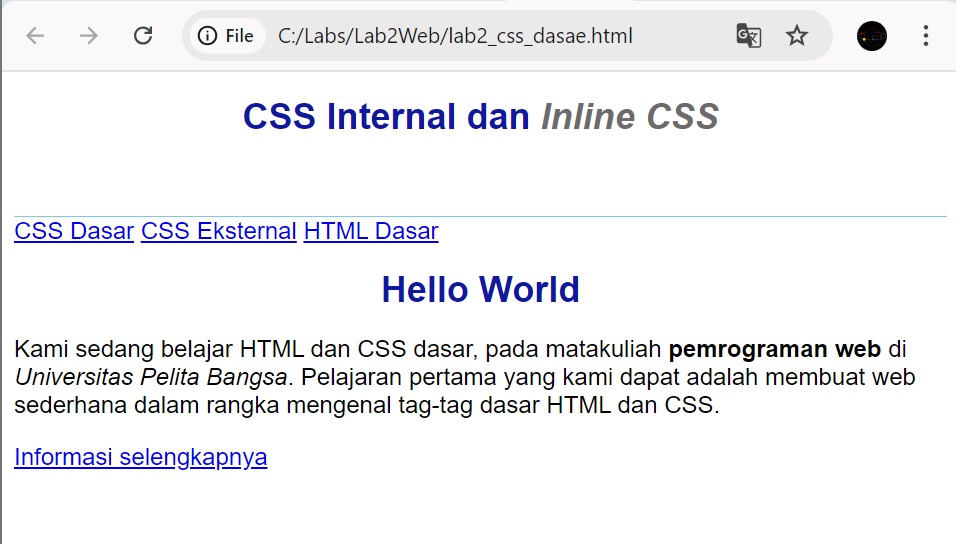 File C:/Labs/Lab2Web/lab2_css_dasae.html
CSS Internal dan Inline CSS
CSS Dasar CSS Eksternal HTML Dasar
Hello World
Kami sedang belajar HTML dan CSS dasar, pada matakuliah pemrograman web di
Universitas Pelita Bangsa. Pelajaran pertama yang kami dapat adalah membuat web
sederhana dalam rangka mengenal tag-tag dasar HTML dan CSS.
Informasi selengkapnya